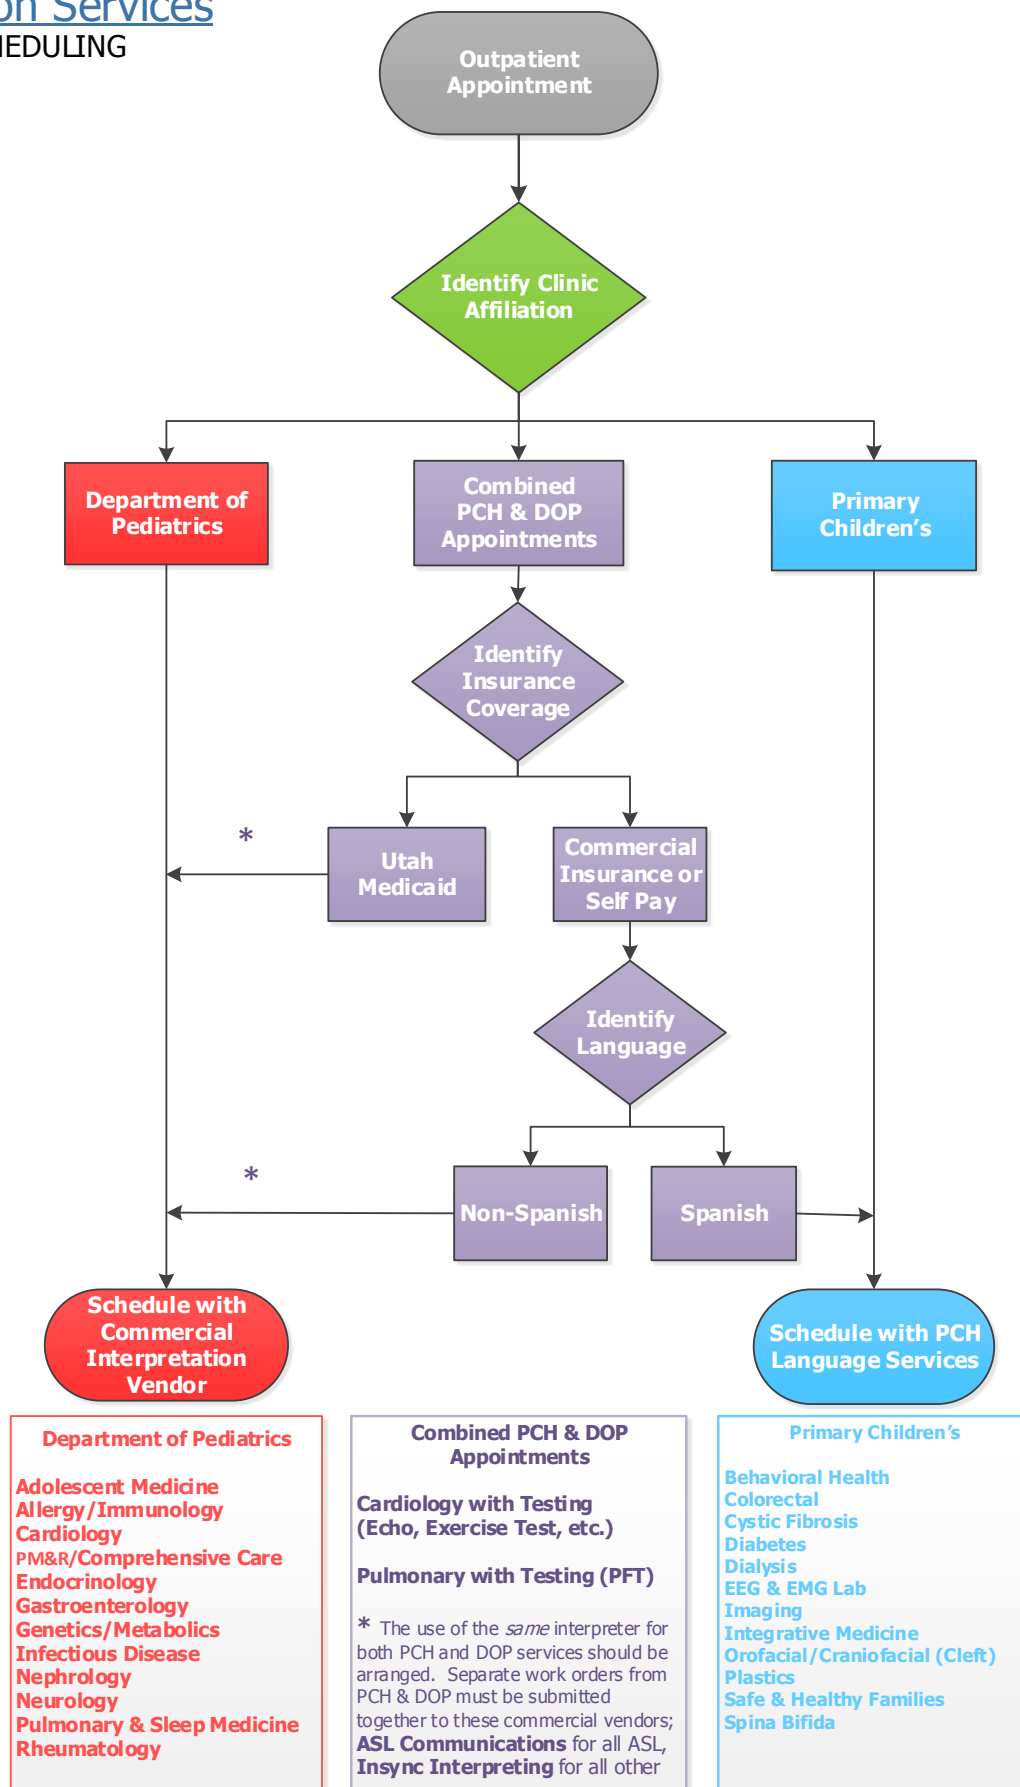 on Services
HEDULING
Outpatient
Appointment
Identify Clinic
Affiliation
Department of
Pediatrics
Combined
PCH & DOP
Appointments
Primary
Children's
Identify
Insurance
Coverage
*
Utah
Medicaid
Commercial
Insurance or
Self Pay
Identify
Language
*
Non-Spanish
Spanish
Schedule with
Commercial
Interpretation
Vendor
Schedule with PCH
Language Services
Department of Pediatrics
Adolescent Medicine
Allergy/Immunology
Cardiology
PM&R/Comprehensive Care
Endocrinology
Gastroenterology
Genetics/Metabolics
Infectious Disease
Nephrology
Neurology
Pulmonary & Sleep Medicine
Rheumatology
Combined PCH & DOP
Appointments
Cardiology with Testing
(Echo, Exercise Test, etc.)
Pulmonary with Testing (PFT)
* The use of the same interpreter for
both PCH and DOP services should be
arranged. Separate work orders from
PCH & DOP must be submitted
together to these commercial vendors;
ASL Communications for all ASL,
Insync Interpreting for all other
Primary Children's
Behavioral Health
Colorectal
Cystic Fibrosis
Diabetes
Dialysis
EEG & EMG Lab
Imaging
Integrative Medicine
Orofacial/Craniofacial (Cleft)
Plastics
Safe & Healthy Families
Spina Bifida